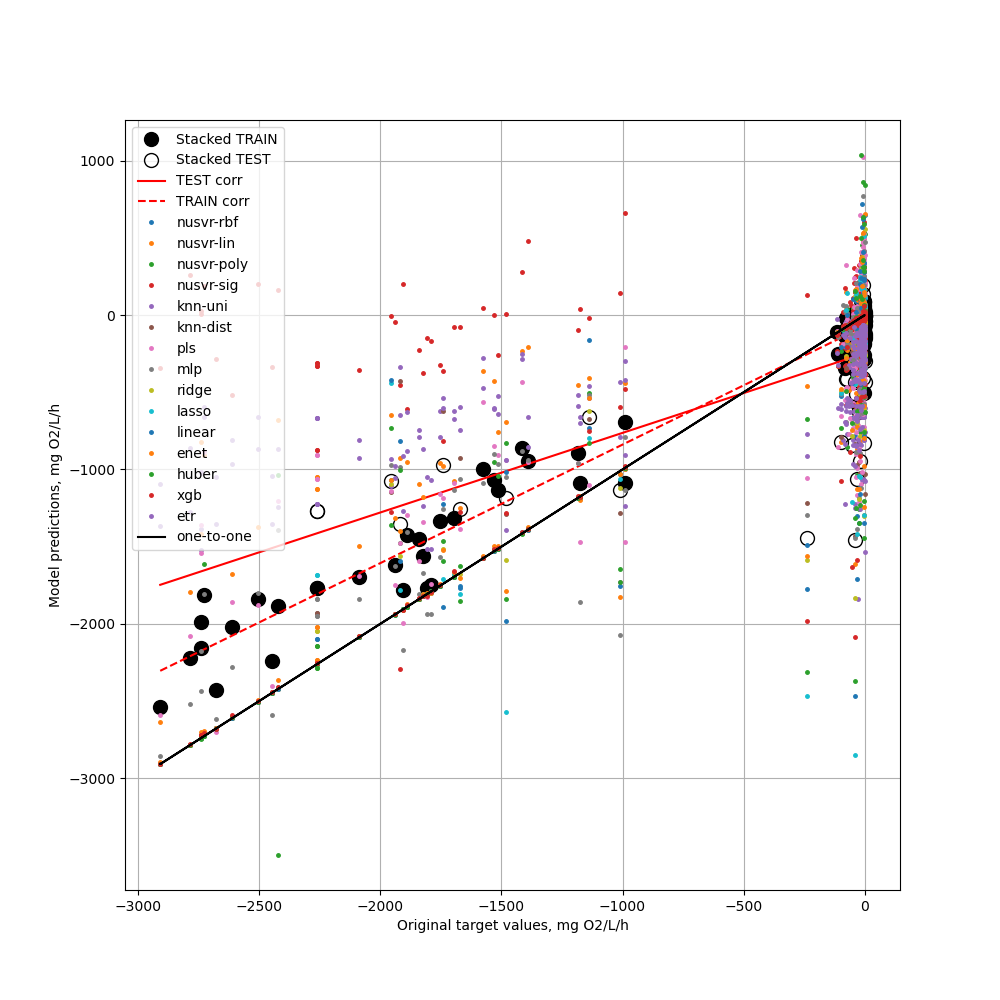 1000
0
−1000
−2000
−3000
Model predictions, mg O2/L/h
Stacked TRAIN
Stacked TEST
TEST corr
TRAIN corr
nusvr-rbf
nusvr-lin
nusvr-poly
nusvr-sig
knn-uni
knn-dist
pls
mlp
ridge
lasso
linear
enet
huber
xgb
etr
one-to-one
−3000 −2500 −2000 −1500 −1000 −500 0
Original target values, mg O2/L/h